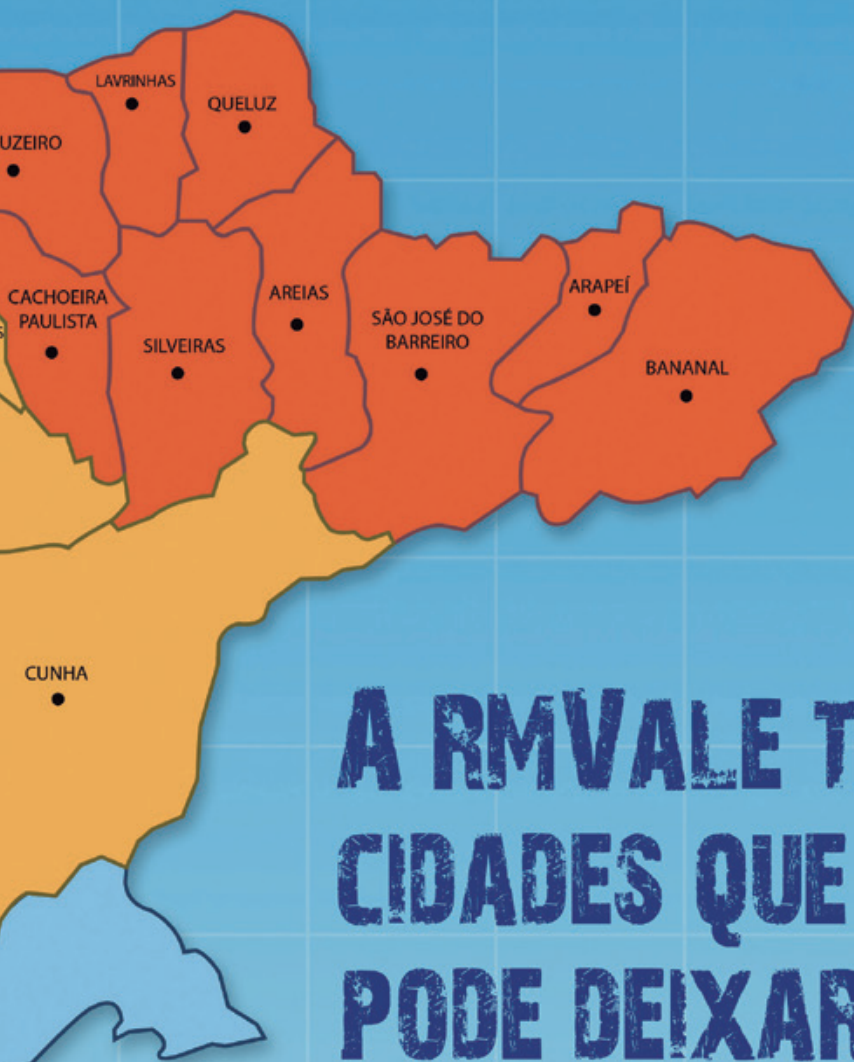 LAVRINHAS
QUELUZ
UZEIRO
ARAPEÍ
AREIAS
CACHOEIRA
PAULISTA
SÃO JOSÉ DO
BARREIRO
SILVEIRAS
BANANAL
CUNHA
A RMVALE T
CIDADES QUE
PODE DEIXAR